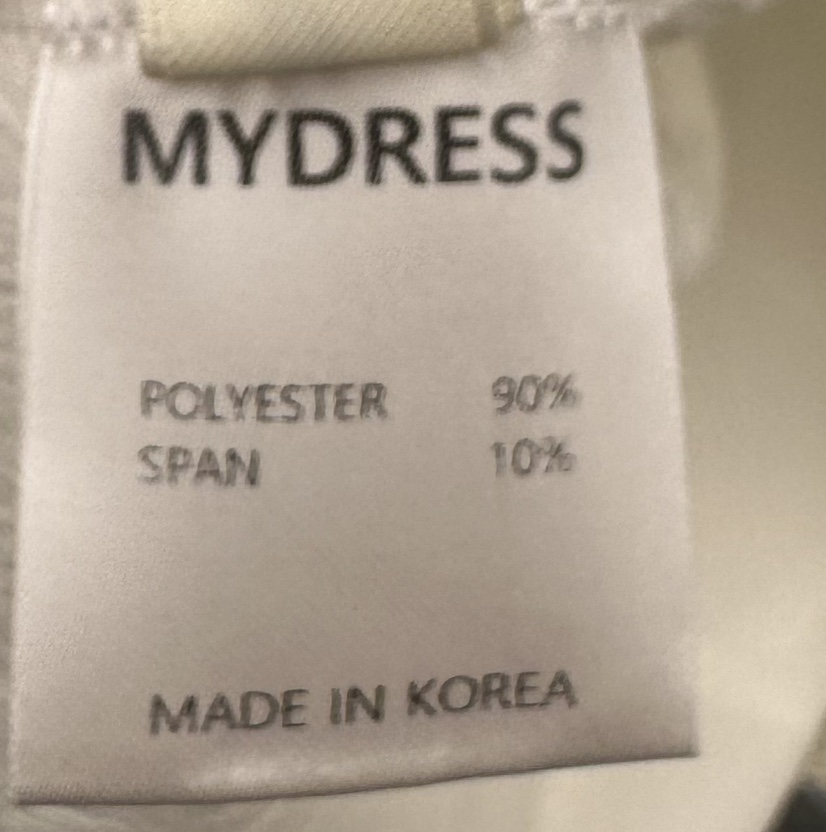 MYDRESS
POLYESTER 90%
SPAN 10%
MADE IN KOREA